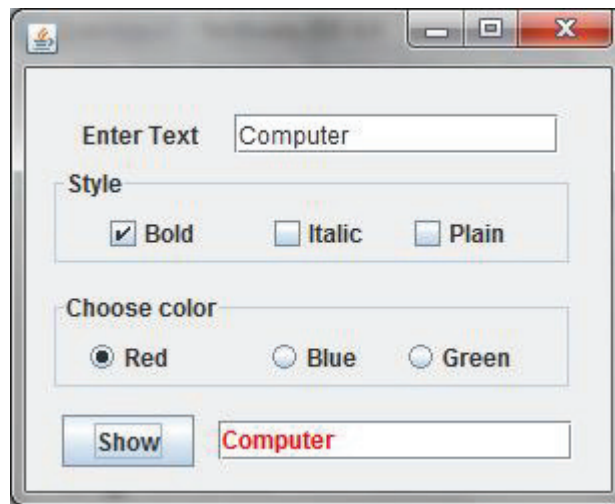 Enter Text Computer
Style
Bold Italic Plain
Choose color
Red Blue Green
Show Computer